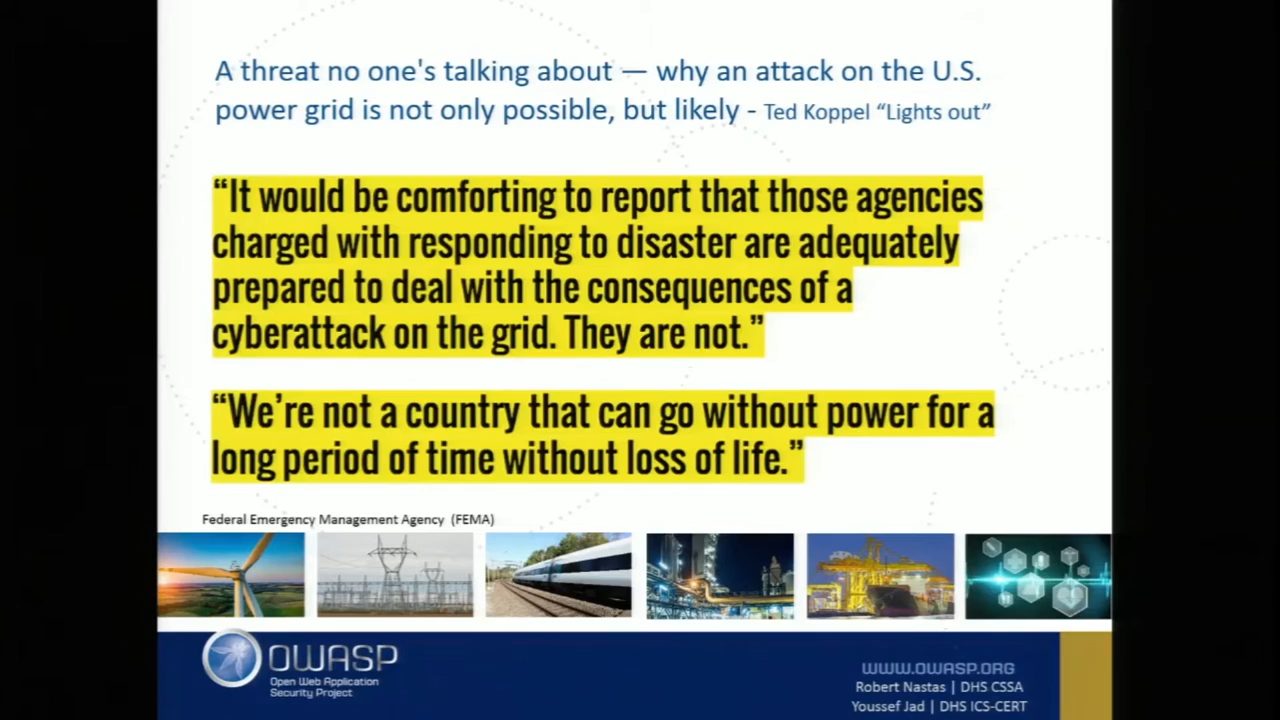 A threat no one's talking about — why an attack on the U.S.
power grid is not only possible, but likely - Ted Koppel “Lights out”
“It would be comforting to report that those agencies
charged with responding to disaster are adequately
prepared to deal with the consequences of a
cyberattack on the grid. They are not.”
“We’re not a country that can go without power for a
long period of time without loss of life.”
Federal Emergency Management Agency (FEMA)
OWASP
Open Web Application
Security Project
WWW.OWASP.ORG
Robert Nastas | DHS CSSA
Youssef Jad | DHS ICS-CERT